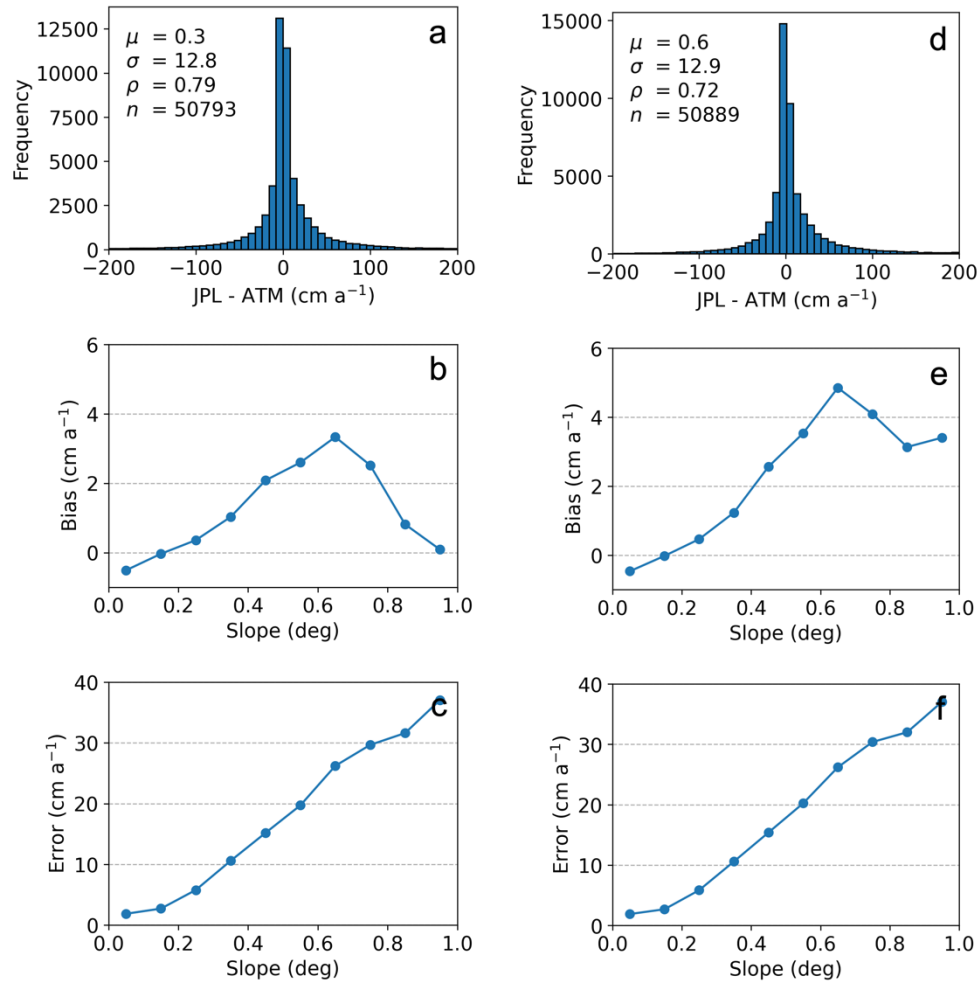 a
μ = 0.3
σ = 12.8
ρ = 0.79
n = 50793
Frequency
12500
10000
7500
5000
2500
0
−200 −100 0 100 200
JPL - ATM (cm a⁻¹)
d
μ = 0.6
σ = 12.9
ρ = 0.72
n = 50889
Frequency
15000
10000
5000
0
−200 −100 0 100 200
JPL - ATM (cm a⁻¹)
b
Bias (cm a⁻¹)
6
4
2
0
0.0 0.2 0.4 0.6 0.8 1.0
Slope (deg)
e
Bias (cm a⁻¹)
6
4
2
0
0.0 0.2 0.4 0.6 0.8 1.0
Slope (deg)
c
Error (cm a⁻¹)
40
30
20
10
0
0.0 0.2 0.4 0.6 0.8 1.0
Slope (deg)
f
Error (cm a⁻¹)
40
30
20
10
0
0.0 0.2 0.4 0.6 0.8 1.0
Slope (deg)